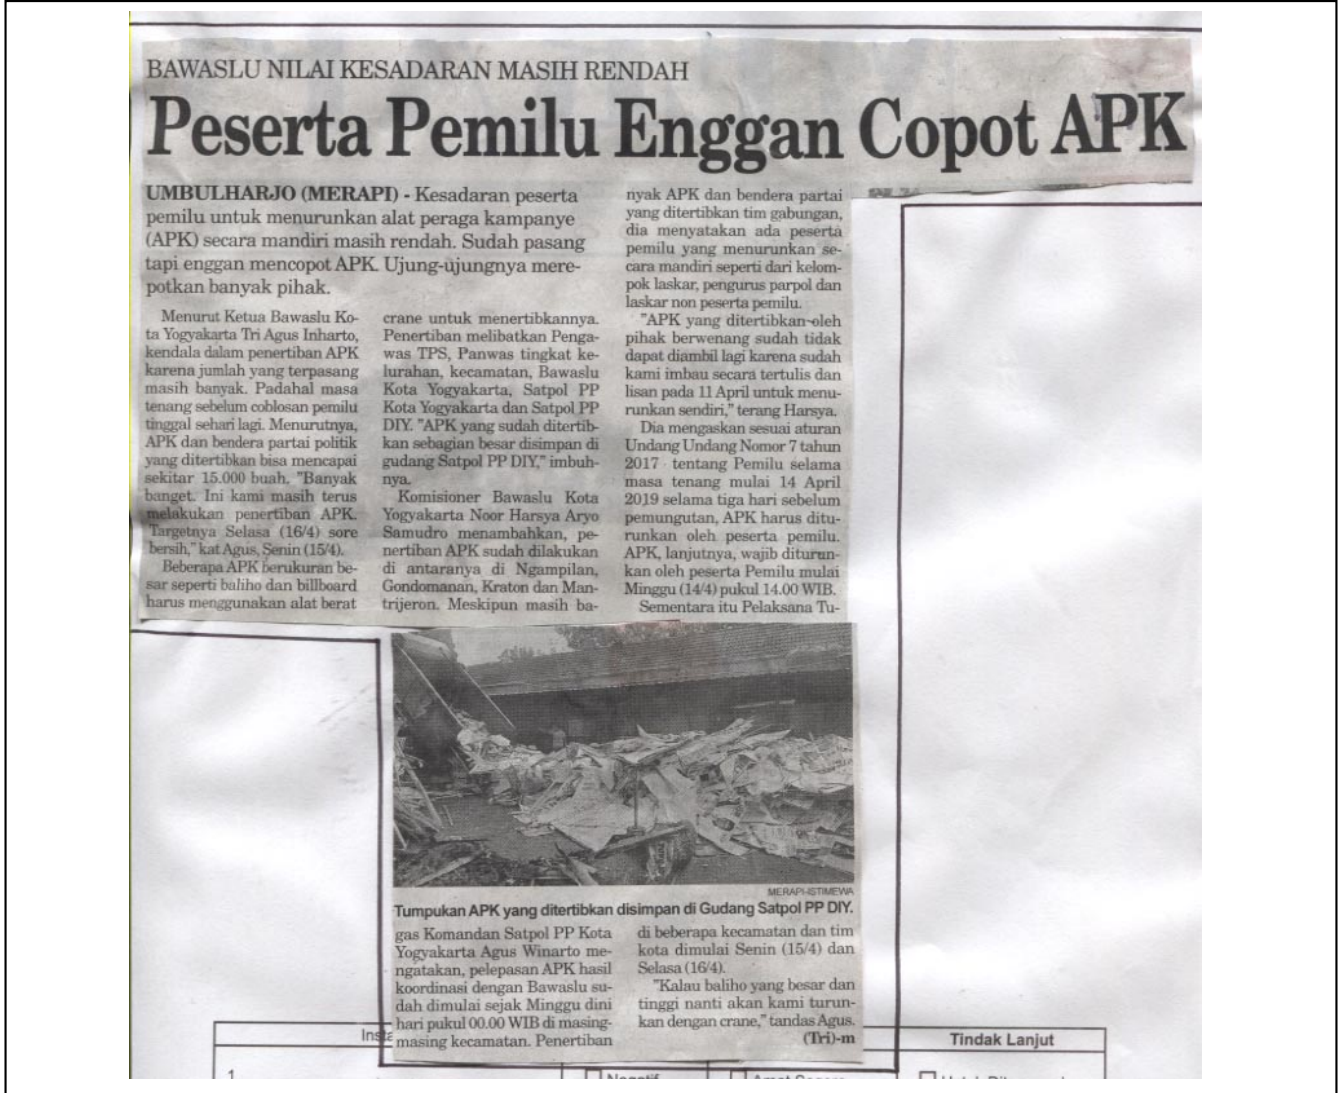 BAWASLU NILAI KESADARAN MASIH RENDAH
Peserta Pemilu Enggan Copot APK
UMBULHARJO (MERAPI) - Kesadaran peserta
pemilu untuk menurunkan alat peraga kampanye
(APK) secara mandiri masih rendah. Sudah pasang
tapi enggan mencopot APK. Ujung-ujungnya mere-
potkan banyak pihak.
Menurut Ketua Bawaslu Ko-
ta Yogyakarta Tri Agus Inharto,
kendala dalam penertiban APK
karena jumlah yang terpasang
masih banyak. Padahal masa
tenang sebelum coblosan pemilu
tinggal sehari lagi. Menurutnya,
APK dan bendera partai politik
yang ditertibkan bisa mencapai
sekitar 15.000 buah. "Banyak
banget. Ini kami masih terus
melakukan penertiban APK.
Targetnya Selasa (16/4) sore
bersih," kat Agus, Senin (15/4).
Beberapa APK berukuran be-
sar seperti baliho dan billboard
harus menggunakan alat berat
crane untuk menertibkannya.
Penertiban melibatkan Penga-
was TPS, Panwas tingkat ke-
lurahan, kecamatan, Bawaslu
Kota Yogyakarta, Satpol PP
Kota Yogyakarta dan Satpol PP
DIY. "APK yang sudah ditertib-
kan sebagian besar disimpan di
gudang Satpol PP DIY," imbuh-
nya.
Komisioner Bawaslu Kota
Yogyakarta Noor Harsya Aryo
Samudro menambahkan, pe-
nertiban APK sudah dilakukan
di antaranya di Ngampilan,
Gondomanan, Kraton dan Man-
trijeron. Meskipun masih ba-
nyak APK dan bendera partai
yang ditertibkan tim gabungan,
dia menyatakan ada peserta
pemilu yang menurunkan se-
cara mandiri seperti dari kelom-
pok laskar, pengurus parpol dan
laskar non peserta pemilu.
"APK yang ditertibkan oleh
pihak berwenang sudah tidak
dapat diambil lagi karena sudah
kami imbau secara tertulis dan
lisan pada 11 April untuk menu-
runkan sendiri," terang Harsya.
Dia mengaskan sesuai aturan
Undang Undang Nomor 7 tahun
2017 tentang Pemilu selama
masa tenang mulai 14 April
2019 selama tiga hari sebelum
pemungutan, APK harus ditu-
runkan oleh peserta pemilu.
APK, lanjutnya, wajib diturun-
kan oleh peserta Pemilu mulai
Minggu (14/4) pukul 14.00 WIB.
Sementara itu Pelaksana Tu-
MERAPI-ISTIMEWA
Tumpukan APK yang ditertibkan disimpan di Gudang Satpol PP DIY.
gas Komandan Satpol PP Kota
Yogyakarta Agus Winarto me-
ngatakan, pelepasan APK hasil
koordinasi dengan Bawaslu su-
dah dimulai sejak Minggu dini
hari pukul 00.00 WIB di masing-
masing kecamatan. Penertiban
di beberapa kecamatan dan tim
kota dimulai Senin (15/4) dan
Selasa (16/4).
"Kalau baliho yang besar dan
tinggi nanti akan kami turun-
kan dengan crane," tandas Agus.
(Tri)-m
Tindak Lanjut
1